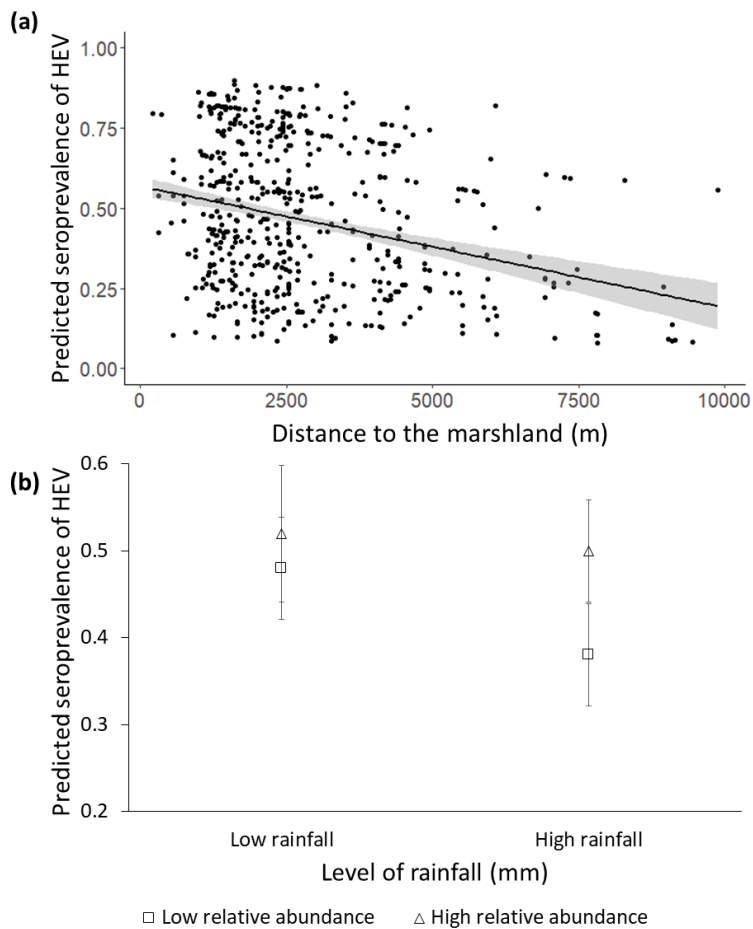 (a)
Predicted seroprevalence of HEV
1.00
0.75
0.50
0.25
0.00
0
2500
5000
7500
10000
Distance to the marshland (m)
(b)
Predicted seroprevalence of HEV
0.6
0.5
0.4
0.3
0.2
Low rainfall
High rainfall
Level of rainfall (mm)
Low relative abundance
High relative abundance